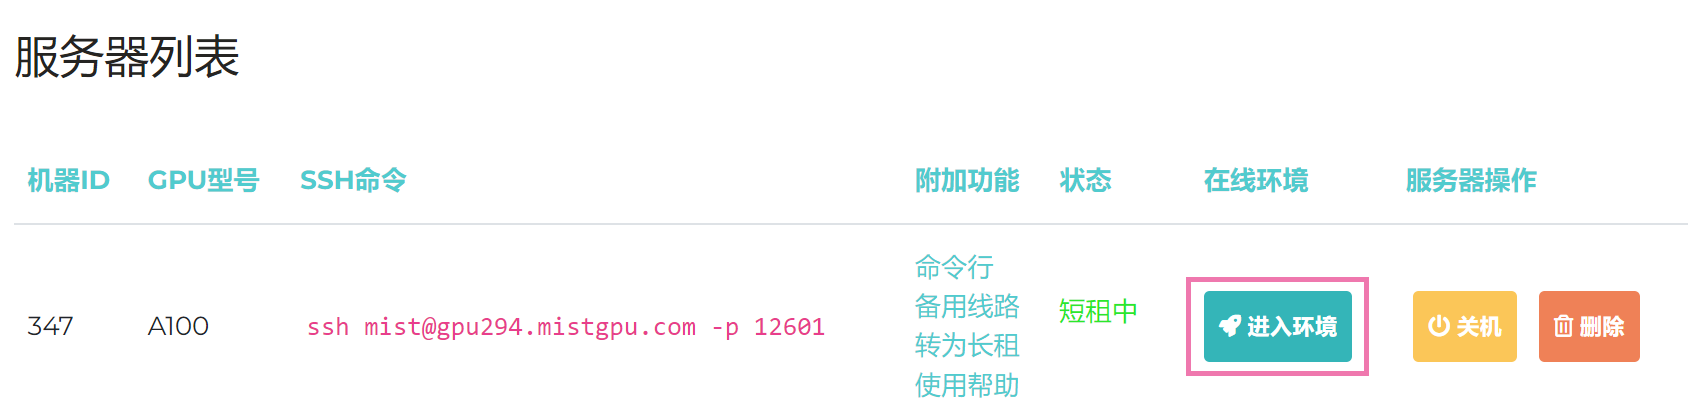 服务器列表
机器ID GPU型号 SSH命令 附加功能 状态 在线环境 服务器操作
347 A100 ssh mist@gpu294.mistgpu.com -p 12601 命令行 短租中 进入环境 关机 删除
备用线路
转为长租
使用帮助